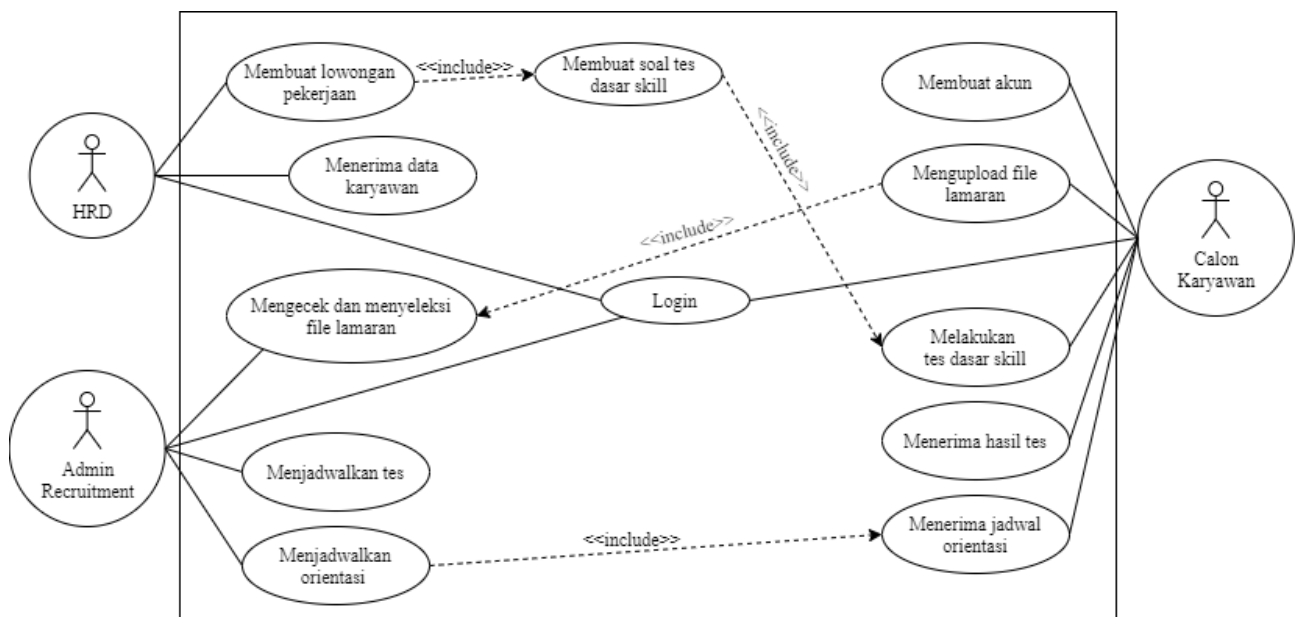 Membuat lowongan
pekerjaan
<<include>>
Membuat soal tes
dasar skill
Membuat akun
<<include>>
Menerima data
karyawan
Mengupload file
lamaran
HRD
<<include>>
Calon
Karyawan
Login
Mengecek dan menyeleksi
file lamaran
Melakukan
tes dasar skill
Menerima hasil tes
Admin
Recruitment
Menjadwalkan tes
Menerima jadwal
orientasi
<<include>>
Menjadwalkan
orientasi